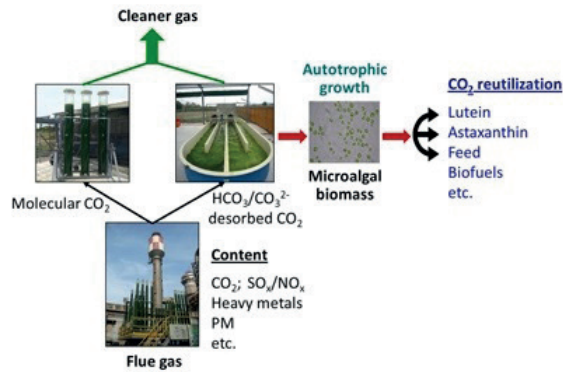 Cleaner gas
Autotrophic
growth
CO₂ reutilization
Lutein
Astaxanthin
Feed
Biofuels
etc.
Microalgal
biomass
Molecular CO₂
HCO₃/CO₃²⁻
desorbed CO₂
Content
CO₂; SOₓ/NOₓ
Heavy metals
PM
etc.
Flue gas